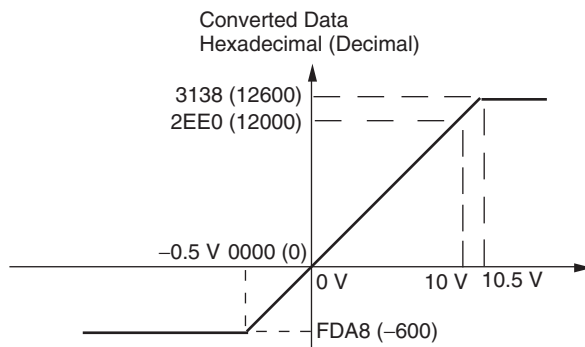 Converted Data
Hexadecimal (Decimal)
3138 (12600)
2EE0 (12000)
−0.5 V 0000 (0)
0 V 10 V 10.5 V
FDA8 (−600)